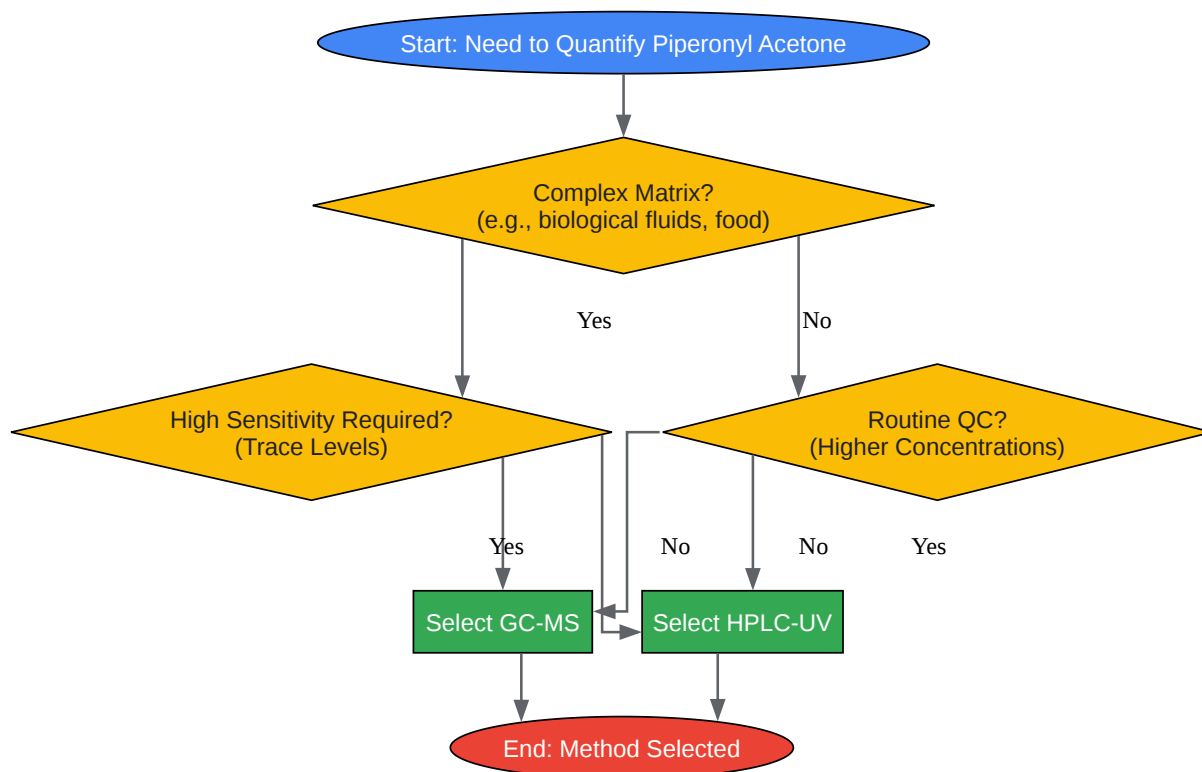 Start: Need to Quantify Piperonyl Acetone
Complex Matrix?
(e.g., biological fluids, food)
Yes
No
High Sensitivity Required?
(Trace Levels)
Routine QC?
(Higher Concentrations)
Yes
No
No
Yes
Select GC-MS
Select HPLC-UV
End: Method Selected